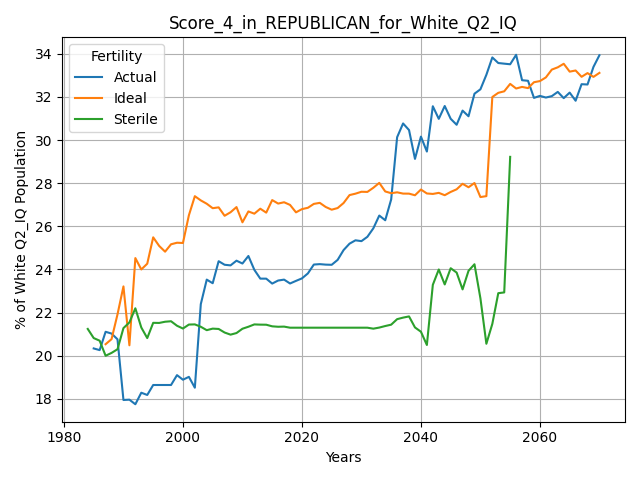 Score_4_in_REPUBLICAN_for_White_Q2_IQ
Fertility
Actual
Ideal
Sterile
% of White Q2_IQ Population
34
32
30
28
26
24
22
20
18
1980
2000
2020
2040
2060
Years